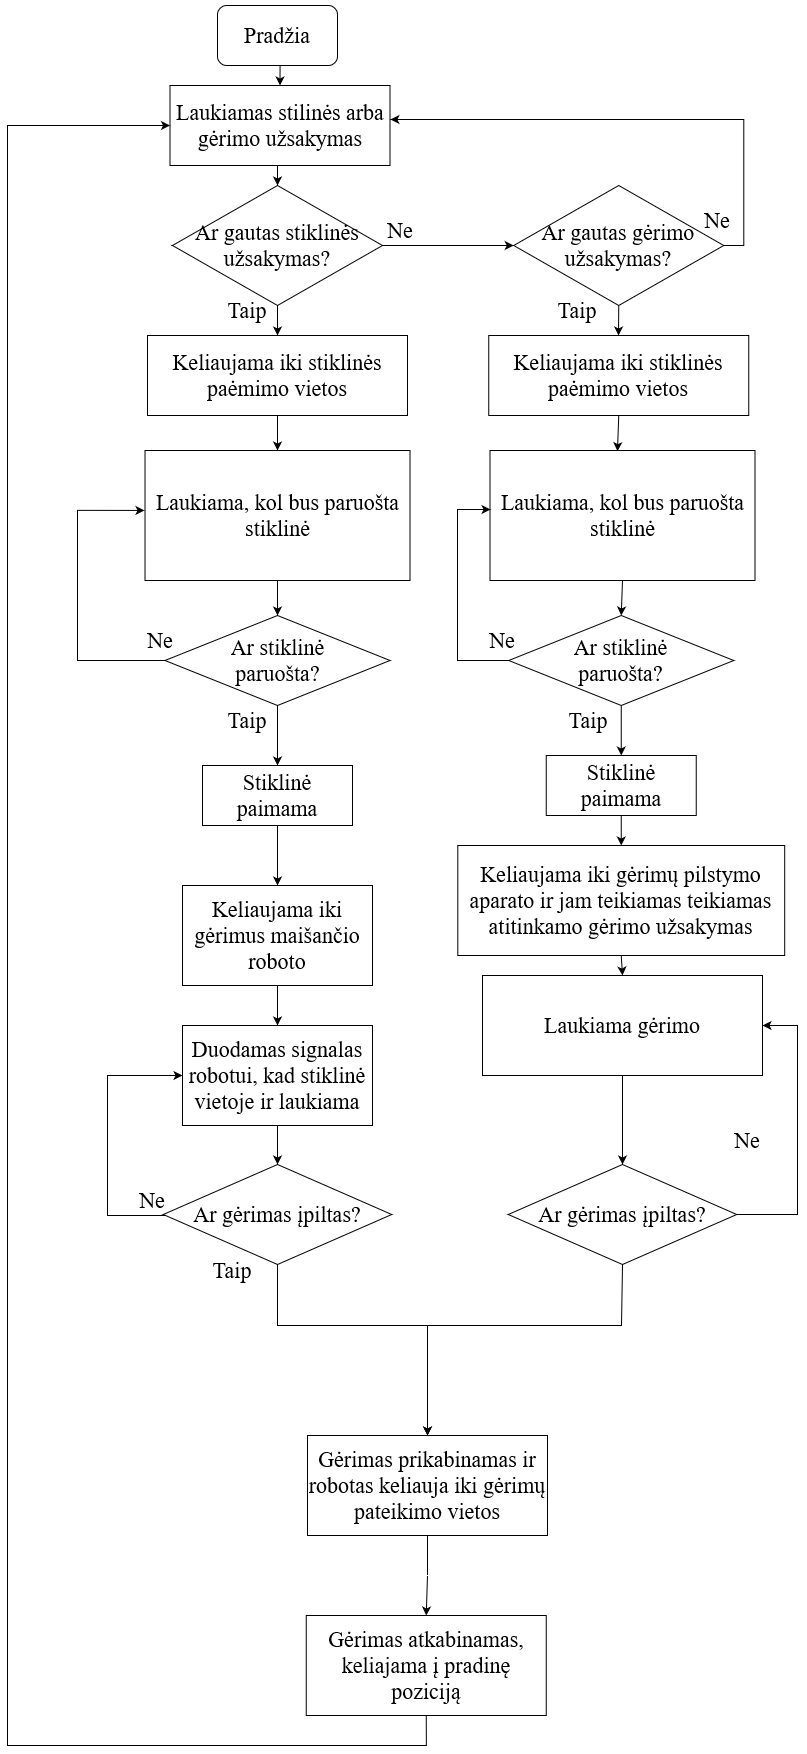 Pradžia
Laukiamas stilinės arba
gėrimo užsakymas
Ar gautas stiklinės
užsakymas?
Ne
Ar gautas gėrimo
užsakymas?
Ne
Taip
Taip
Keliaujama iki stiklinės
paėmimo vietos
Keliaujama iki stiklinės
paėmimo vietos
Laukiama, kol bus paruošta
stiklinė
Laukiama, kol bus paruošta
stiklinė
Ne
Ar stiklinė
paruošta?
Ne
Ar stiklinė
paruošta?
Taip
Taip
Stiklinė
paimama
Stiklinė
paimama
Keliaujama iki
gėrimus maišančio
roboto
Keliaujama iki gėrimų pilstymo
aparato ir jam teikiamas teikiamas
atitinkamo gėrimo užsakymas
Duodamas signalas
robotui, kad stiklinė
vietoje ir laukiama
Laukiama gėrimo
Ne
Ne
Ar gėrimas įpiltas?
Ar gėrimas įpiltas?
Taip
Gėrimas prikabinamas ir
robotas keliauja iki gėrimų
pateikimo vietos
Gėrimas atkabinamas,
keliajama į pradinę
poziciją